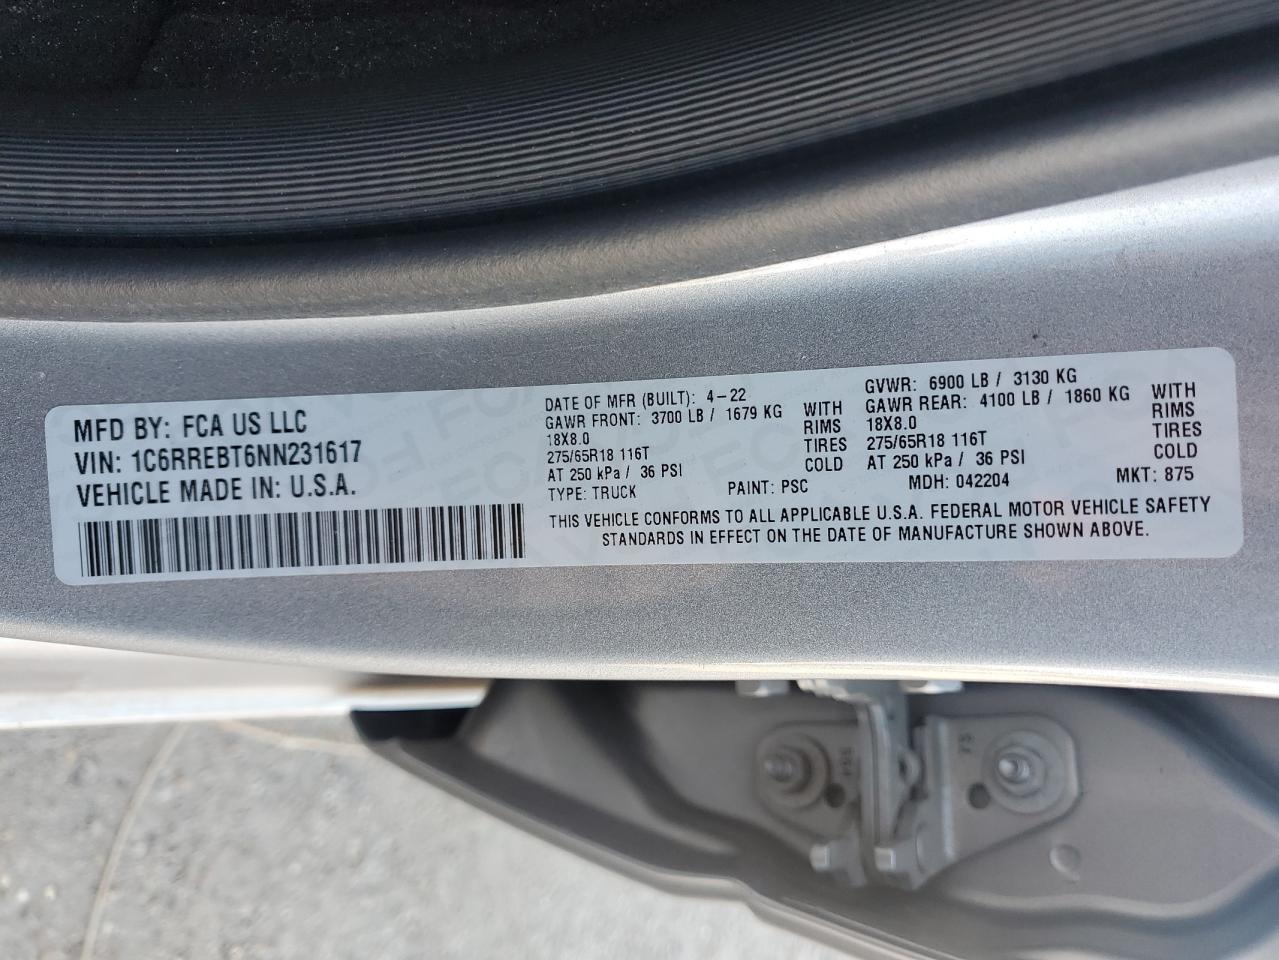 MFD BY: FCA US LLC
VIN: 1C6RREBT6NN231617
VEHICLE MADE IN: U.S.A.
DATE OF MFR (BUILT): 4-22
GAWR FRONT: 3700 LB / 1679 KG WITH
18X8.0 RIMS
275/65R18 116T TIRES
AT 250 kPa / 36 PSI COLD
GVWR: 6900 LB / 3130 KG
GAWR REAR: 4100 LB / 1860 KG WITH
18X8.0 RIMS
275/65R18 116T TIRES
AT 250 kPa / 36 PSI COLD
TYPE: TRUCK PAINT: PSC MDH: 042204 MKT: 875
THIS VEHICLE CONFORMS TO ALL APPLICABLE U.S.A. FEDERAL MOTOR VEHICLE SAFETY
STANDARDS IN EFFECT ON THE DATE OF MANUFACTURE SHOWN ABOVE.